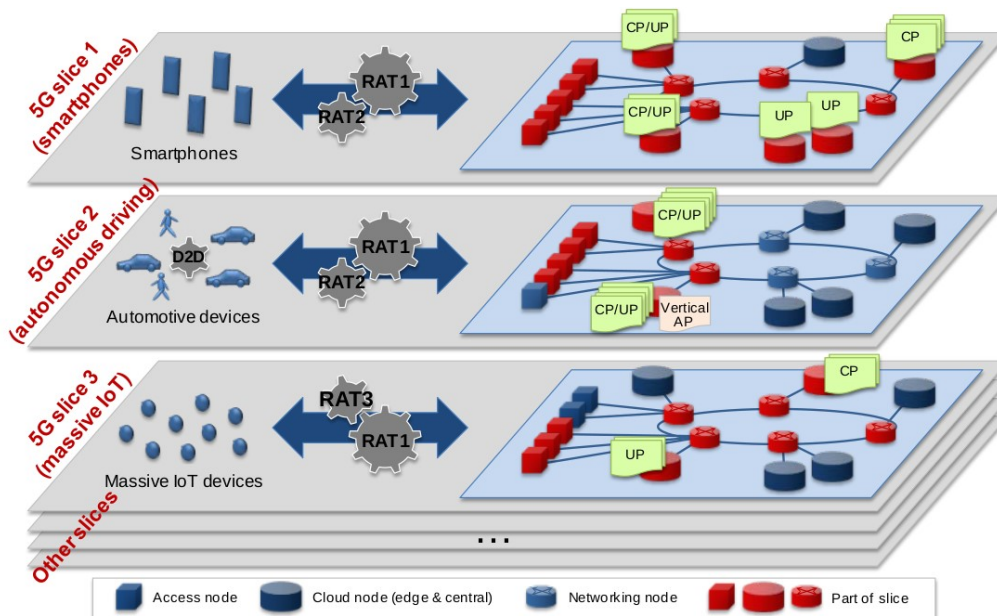 5G slice 1
(smartphones)
Smartphones
RAT1
RAT2
CP/UP
CP/UP
CP
UP
UP
5G slice 2
(autonomous driving)
D2D
Automotive devices
RAT1
RAT2
CP/UP
CP/UP
Vertical
AP
5G slice 3
(massive IoT)
Massive IoT devices
RAT3
RAT1
UP
CP
Other slices
...
Access node
Cloud node (edge & central)
Networking node
Part of slice